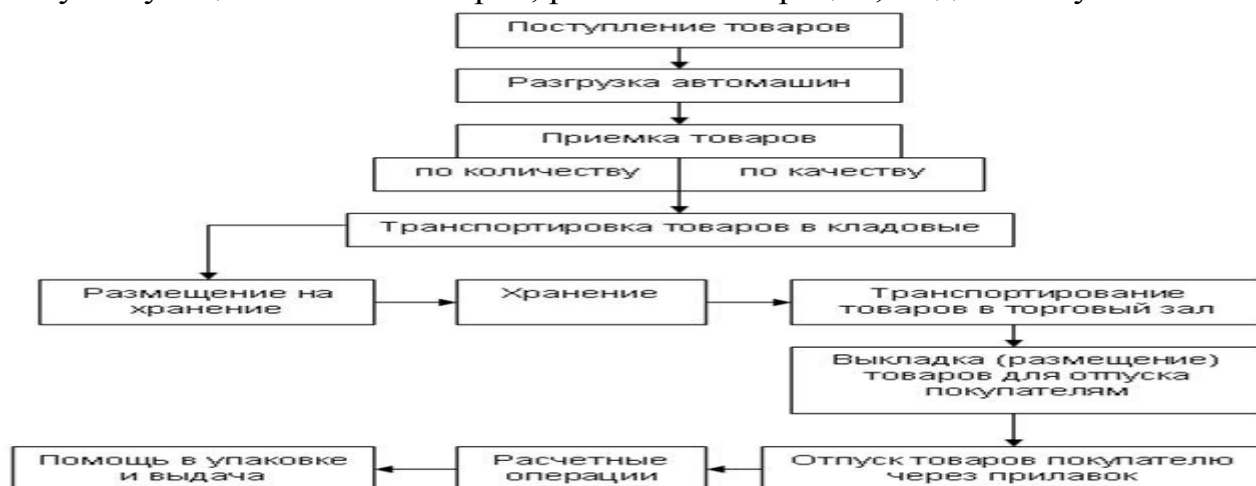 Поступление товаров
Разгрузка автомашин
Приемка товаров
по количеству
по качеству
Транспортировка товаров в кладовые
Размещение на
хранение
Хранение
Транспортирование
товаров в торговый зал
Выкладка (размещение)
товаров для отпуска
покупателям
Отпуск товаров покупателю
через прилавок
Расчетные
операции
Помощь в упаковке
и выдача